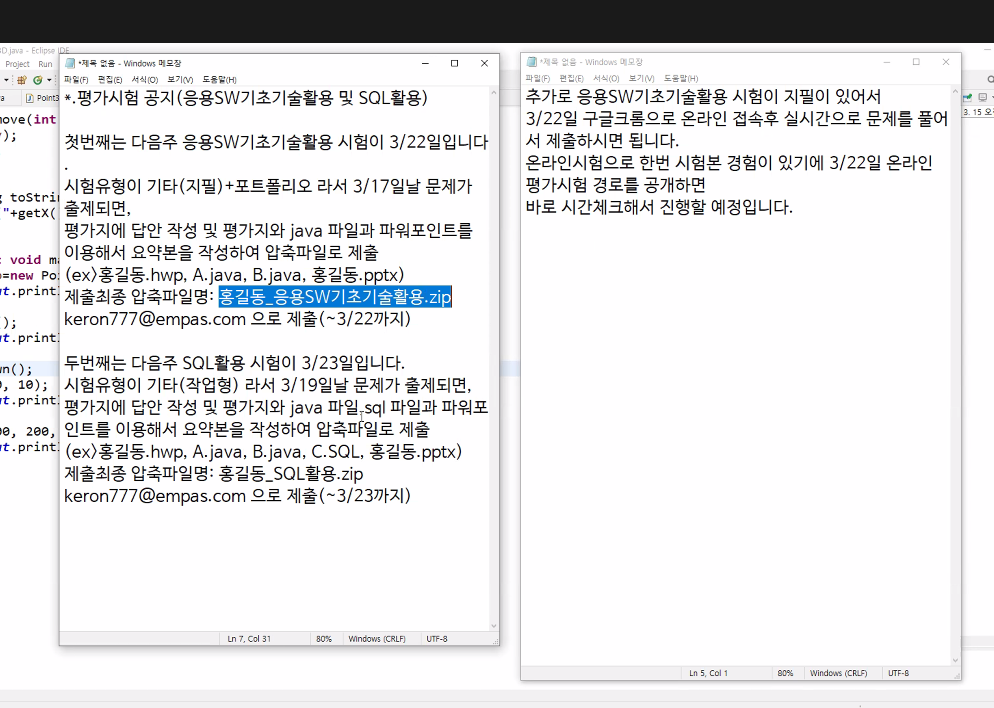 3D.java - Eclipse IDE
Project Run
Point3
move(int
);
g toString
"+getX(
: void ma
=new Po
ut.print
();
ut.print
wn();
0, 10);
ut.print
00, 200,
ut.print
*제목 없음 - Windows 메모장
파일(F) 편집(E) 서식(O) 보기(V) 도움말(H)
*.평가시험 공지(응용SW기초기술활용 및 SQL활용)
첫번째는 다음주 응용SW기초기술활용 시험이 3/22일입니다
.
시험유형이 기타(지필)+포트폴리오 라서 3/17일날 문제가
출제되면,
평가지에 답안 작성 및 평가지와 java 파일과 파워포인트를
이용해서 요약본을 작성하여 압축파일로 제출
(ex>홍길동.hwp, A.java, B.java, 홍길동.pptx)
제출최종 압축파일명: 홍길동_응용SW기초기술활용.zip
keron777@empas.com 으로 제출(~3/22까지)
두번째는 다음주 SQL활용 시험이 3/23일입니다.
시험유형이 기타(작업형) 라서 3/19일날 문제가 출제되면,
평가지에 답안 작성 및 평가지와 java 파일,sql 파일과 파워포
인트를 이용해서 요약본을 작성하여 압축파일로 제출
(ex>홍길동.hwp, A.java, B.java, C.SQL, 홍길동.pptx)
제출최종 압축파일명: 홍길동_SQL활용.zip
keron777@empas.com 으로 제출(~3/23까지)
Ln 7, Col 31 80% Windows (CRLF) UTF-8
*제목 없음 - Windows 메모장
파일(F) 편집(E) 서식(O) 보기(V) 도움말(H)
추가로 응용SW기초기술활용 시험이 지필이 있어서
3/22일 구글크롬으로 온라인 접속후 실시간으로 문제를 풀어
서 제출하시면 됩니다.
온라인시험으로 한번 시험본 경험이 있기에 3/22일 온라인
평가시험 경로를 공개하면
바로 시간체크해서 진행할 예정입니다.
Ln 5, Col 1 80% Windows (CRLF) UTF-8
3. 15 오